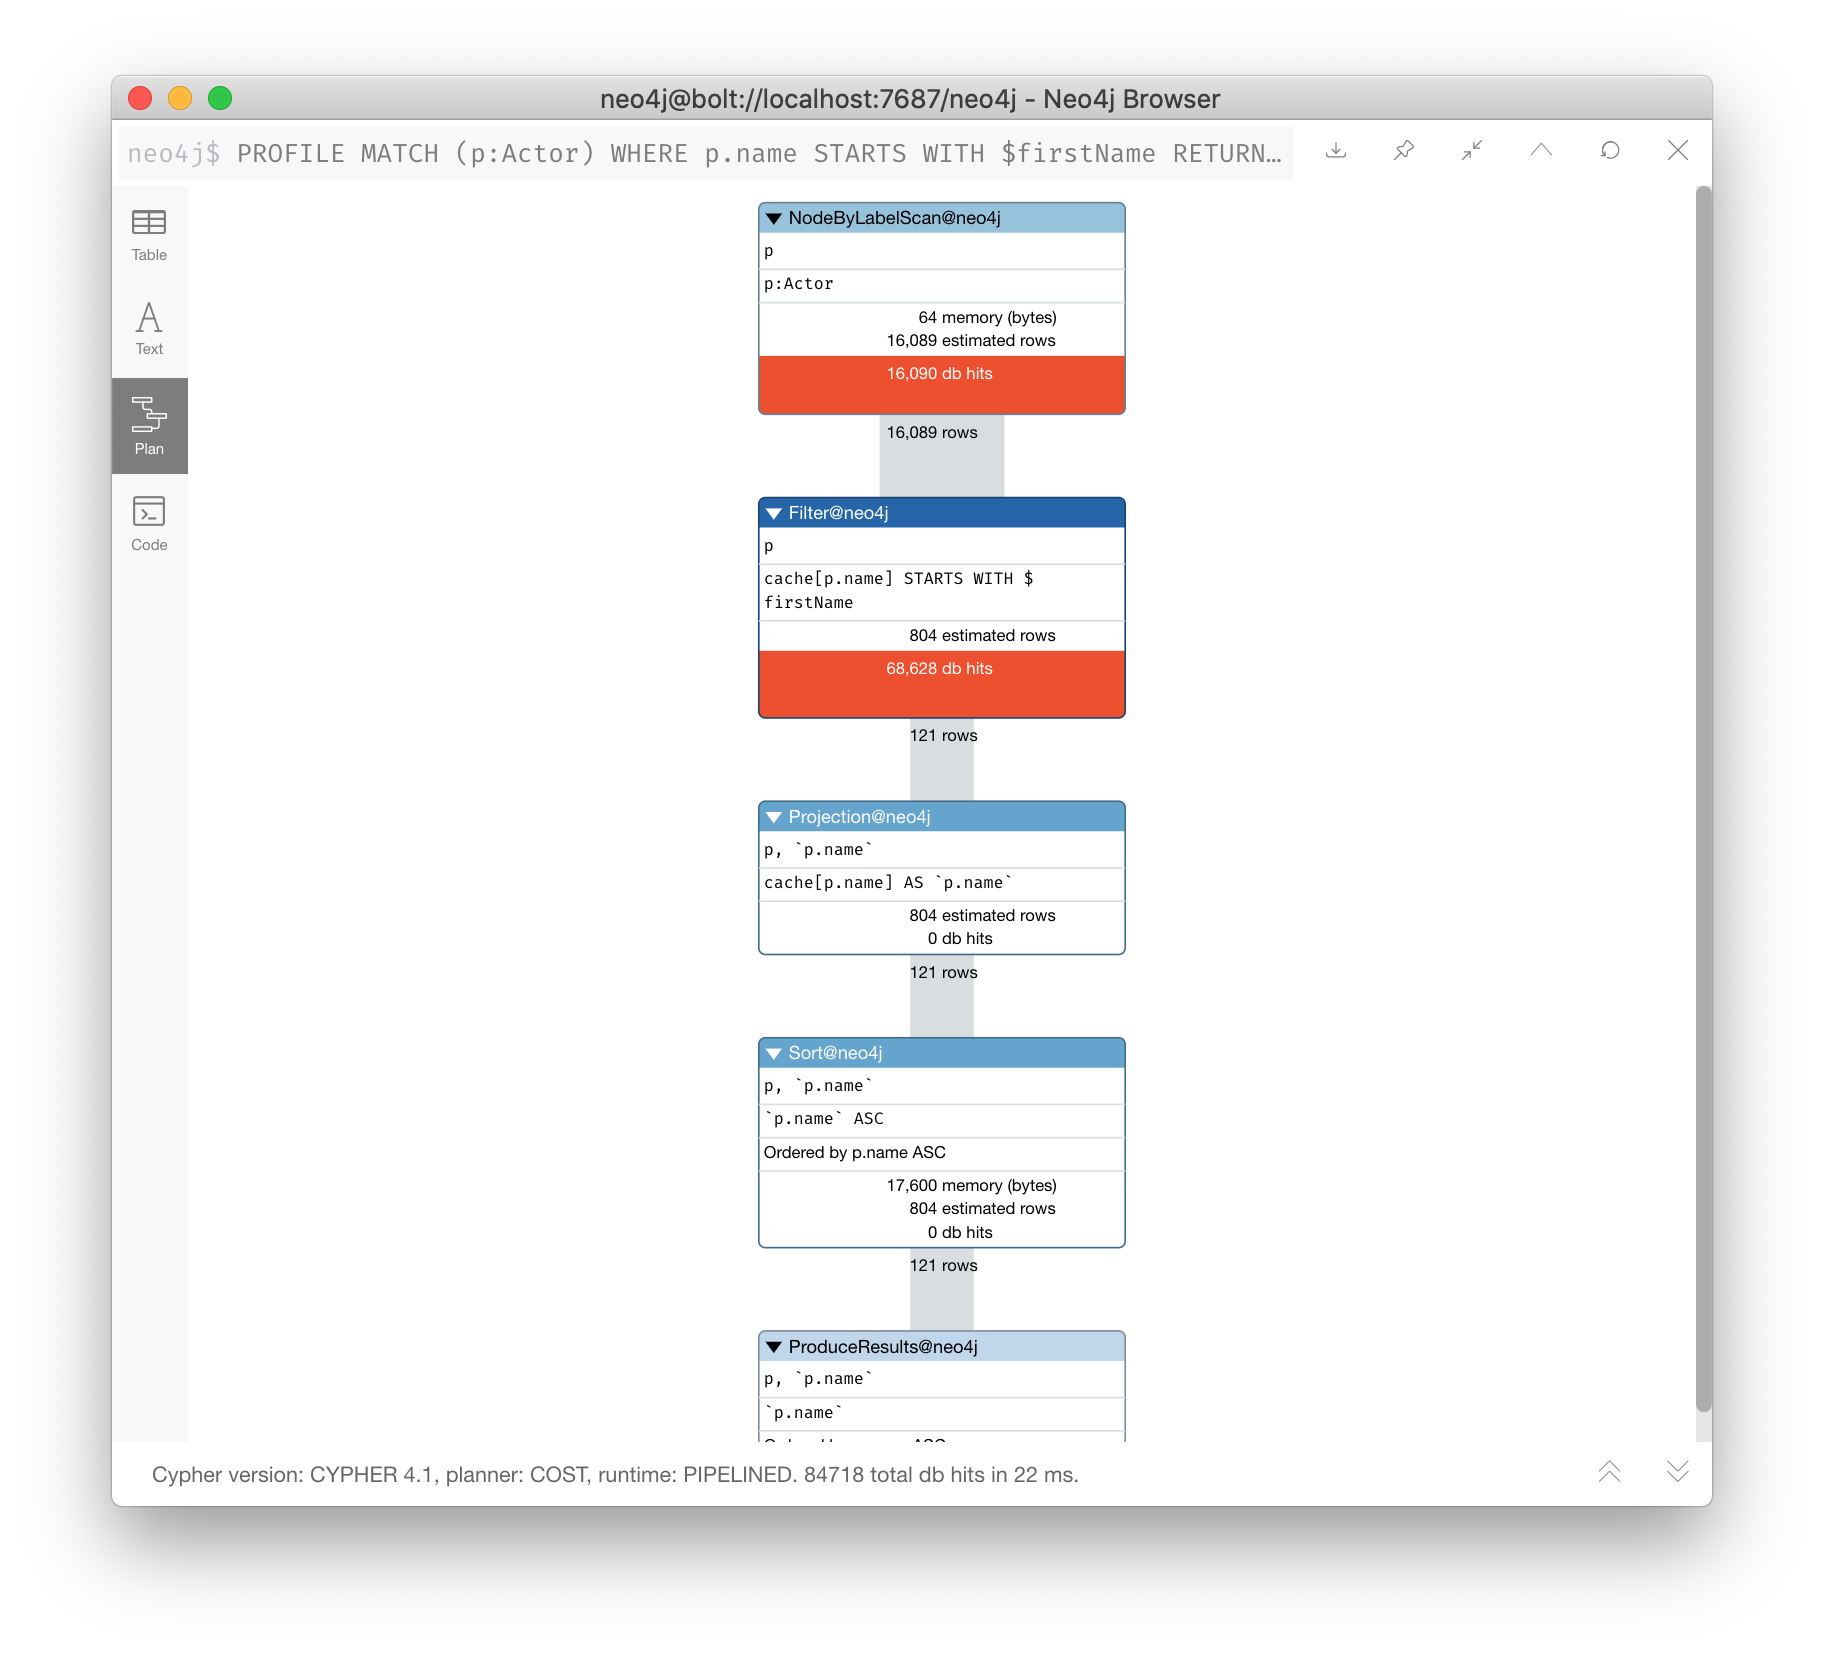 neo4j@bolt://localhost:7687/neo4j - Neo4j Browser
neo4j$ PROFILE MATCH (p:Actor) WHERE p.name STARTS WITH $firstName RETURN…
Table
Text
Plan
Code
NodeByLabelScan@neo4j
p
p:Actor
64 memory (bytes)
16,089 estimated rows
16,090 db hits
16,089 rows
Filter@neo4j
p
cache[p.name] STARTS WITH $
firstName
804 estimated rows
68,628 db hits
121 rows
Projection@neo4j
p, `p.name`
cache[p.name] AS `p.name`
804 estimated rows
0 db hits
121 rows
Sort@neo4j
p, `p.name`
`p.name` ASC
Ordered by p.name ASC
17,600 memory (bytes)
804 estimated rows
0 db hits
121 rows
ProduceResults@neo4j
p, `p.name`
`p.name`
Cypher version: CYPHER 4.1, planner: COST, runtime: PIPELINED. 84718 total db hits in 22 ms.